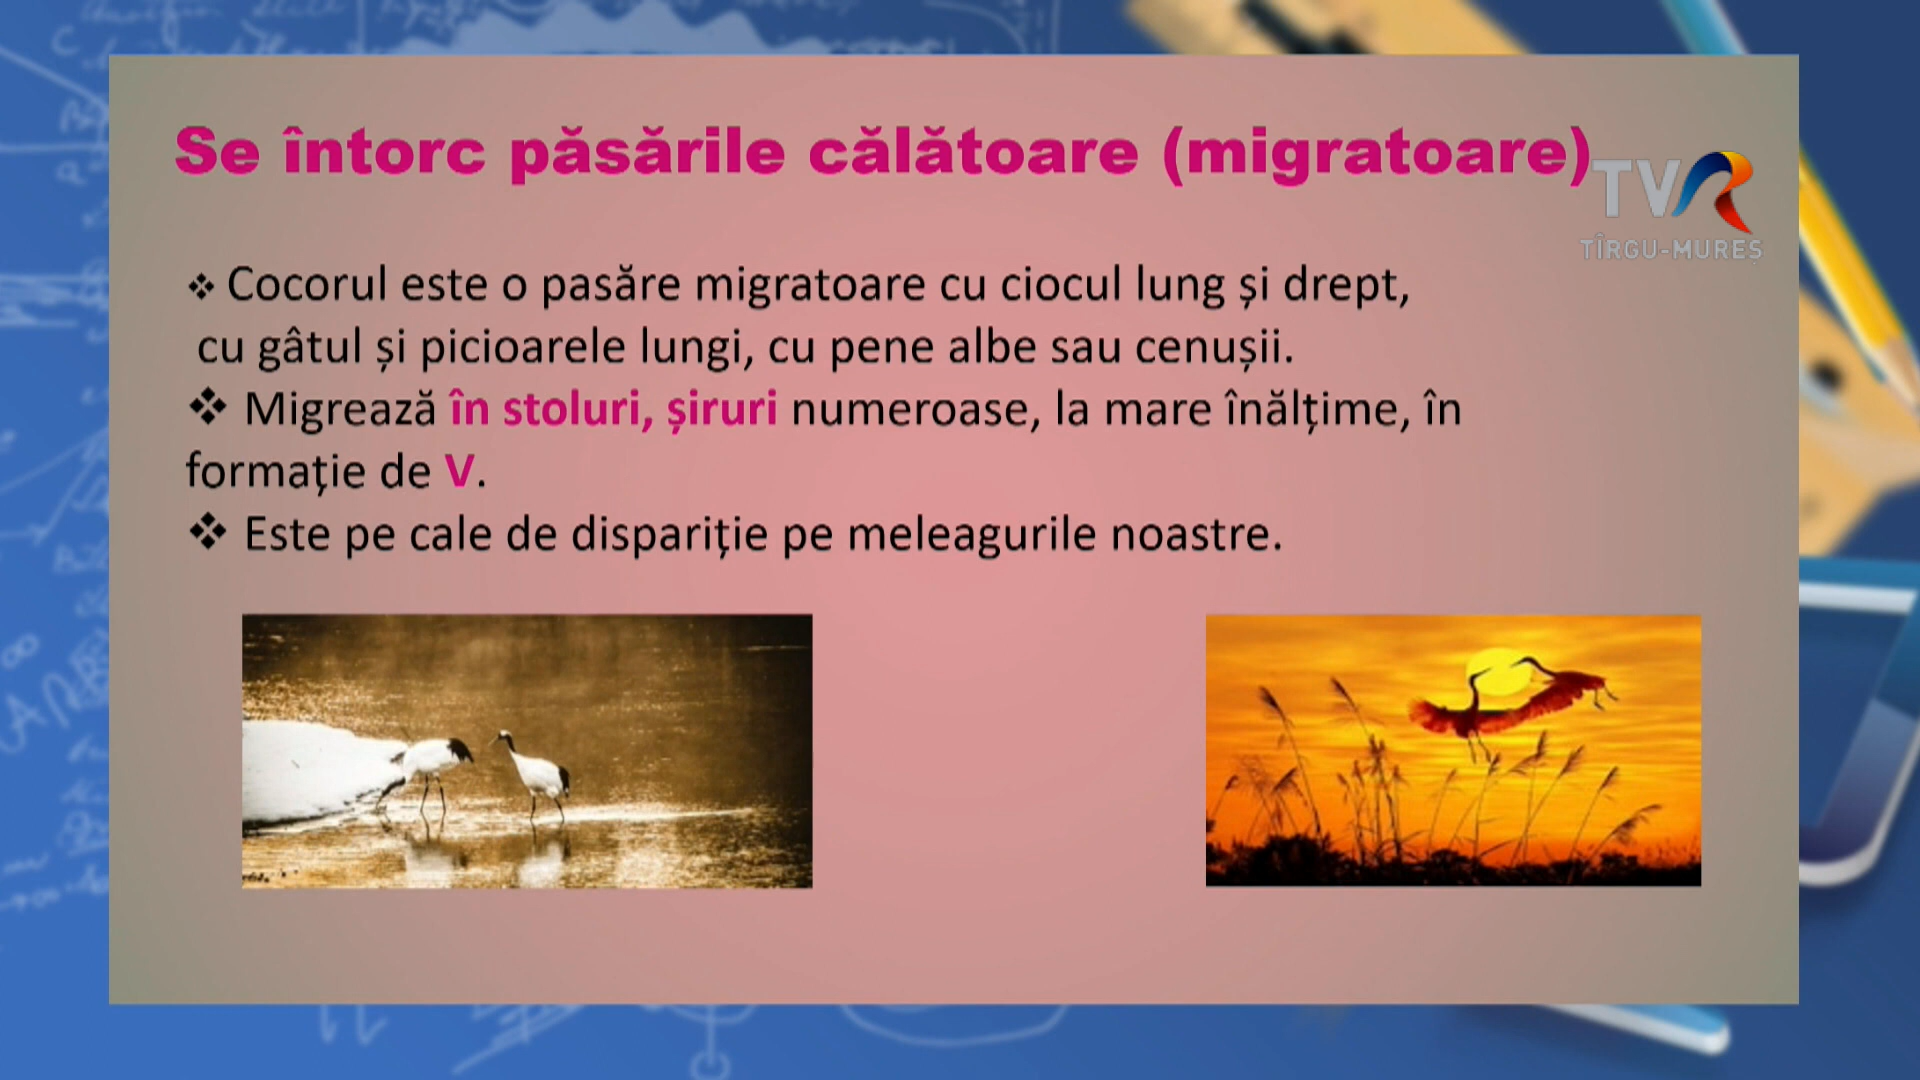 Se întorc păsările călătoare (migratoare)
TVR
TÎRGU-MUREȘ
❖ Cocorul este o pasăre migratoare cu ciocul lung și drept,
cu gâtul și picioarele lungi, cu pene albe sau cenușii.
❖ Migrează în stoluri, șiruri numeroase, la mare înălțime, în
formație de V.
❖ Este pe cale de dispariție pe meleagurile noastre.